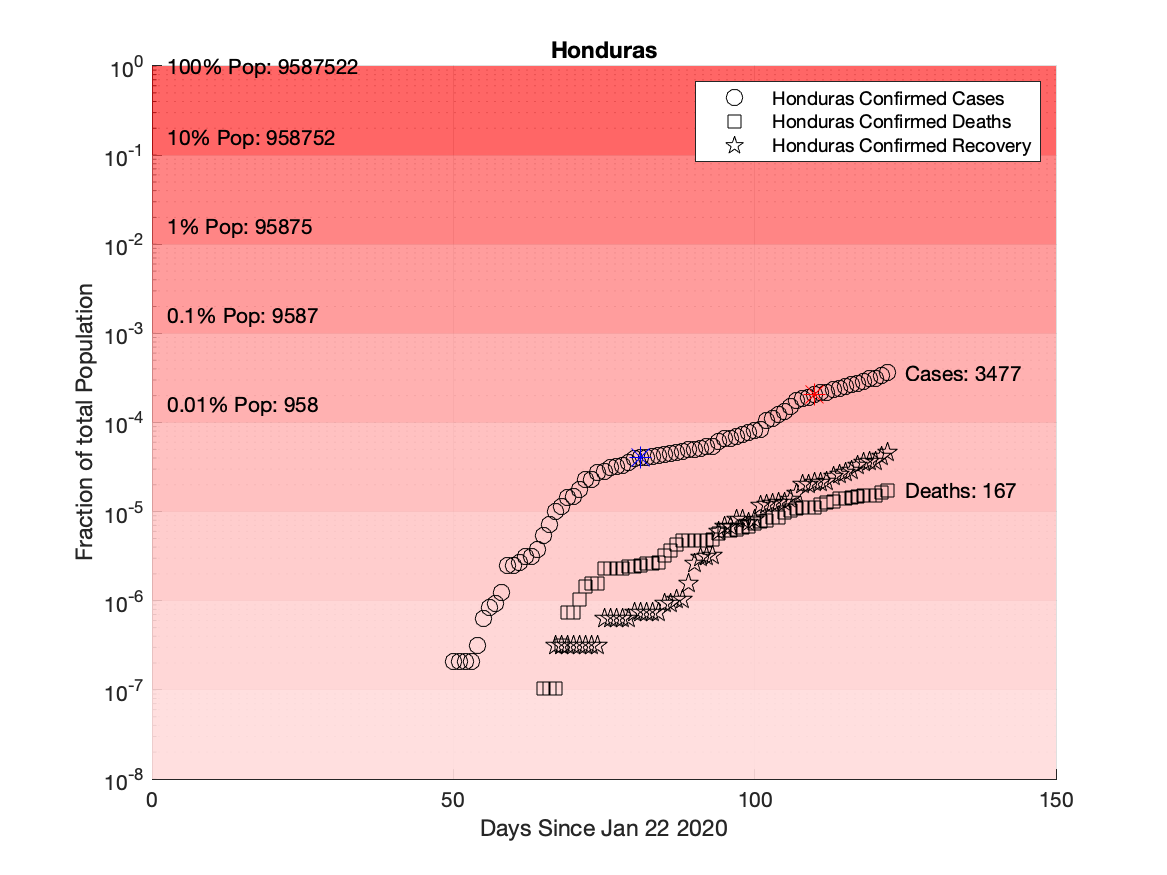 Honduras
10⁰
100% Pop: 9587522
Honduras Confirmed Cases
Honduras Confirmed Deaths
Honduras Confirmed Recovery
10% Pop: 958752
10⁻¹
1% Pop: 95875
10⁻²
0.1% Pop: 9587
10⁻³
Cases: 3477
0.01% Pop: 958
10⁻⁴
Deaths: 167
10⁻⁵
10⁻⁶
10⁻⁷
10⁻⁸
Fraction of total Population
0 50 100 150
Days Since Jan 22 2020